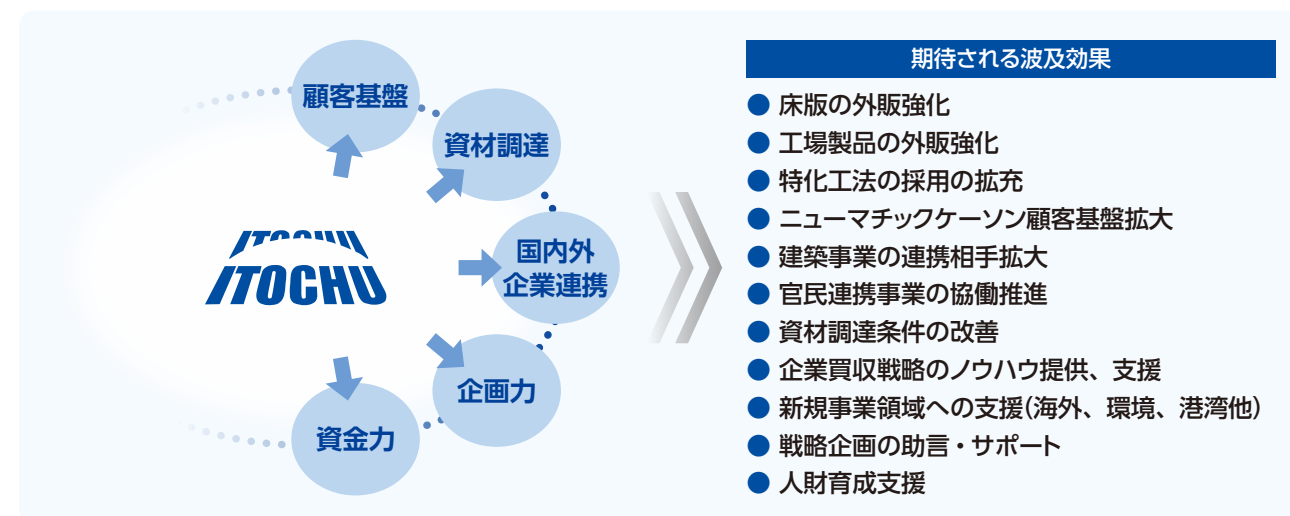 顧客基盤
資材調達
国内外
企業連携
企画力
資金力
ITOCHU
ITOCHU
期待される波及効果
● 床版の外販強化
● 工場製品の外販強化
● 特化工法の採用の拡充
● ニューマチックケーソン顧客基盤拡大
● 建築事業の連携相手拡大
● 官民連携事業の協働推進
● 資材調達条件の改善
● 企業買収戦略のノウハウ提供、支援
● 新規事業領域への支援(海外、環境、港湾他)
● 戦略企画の助言・サポート
● 人財育成支援